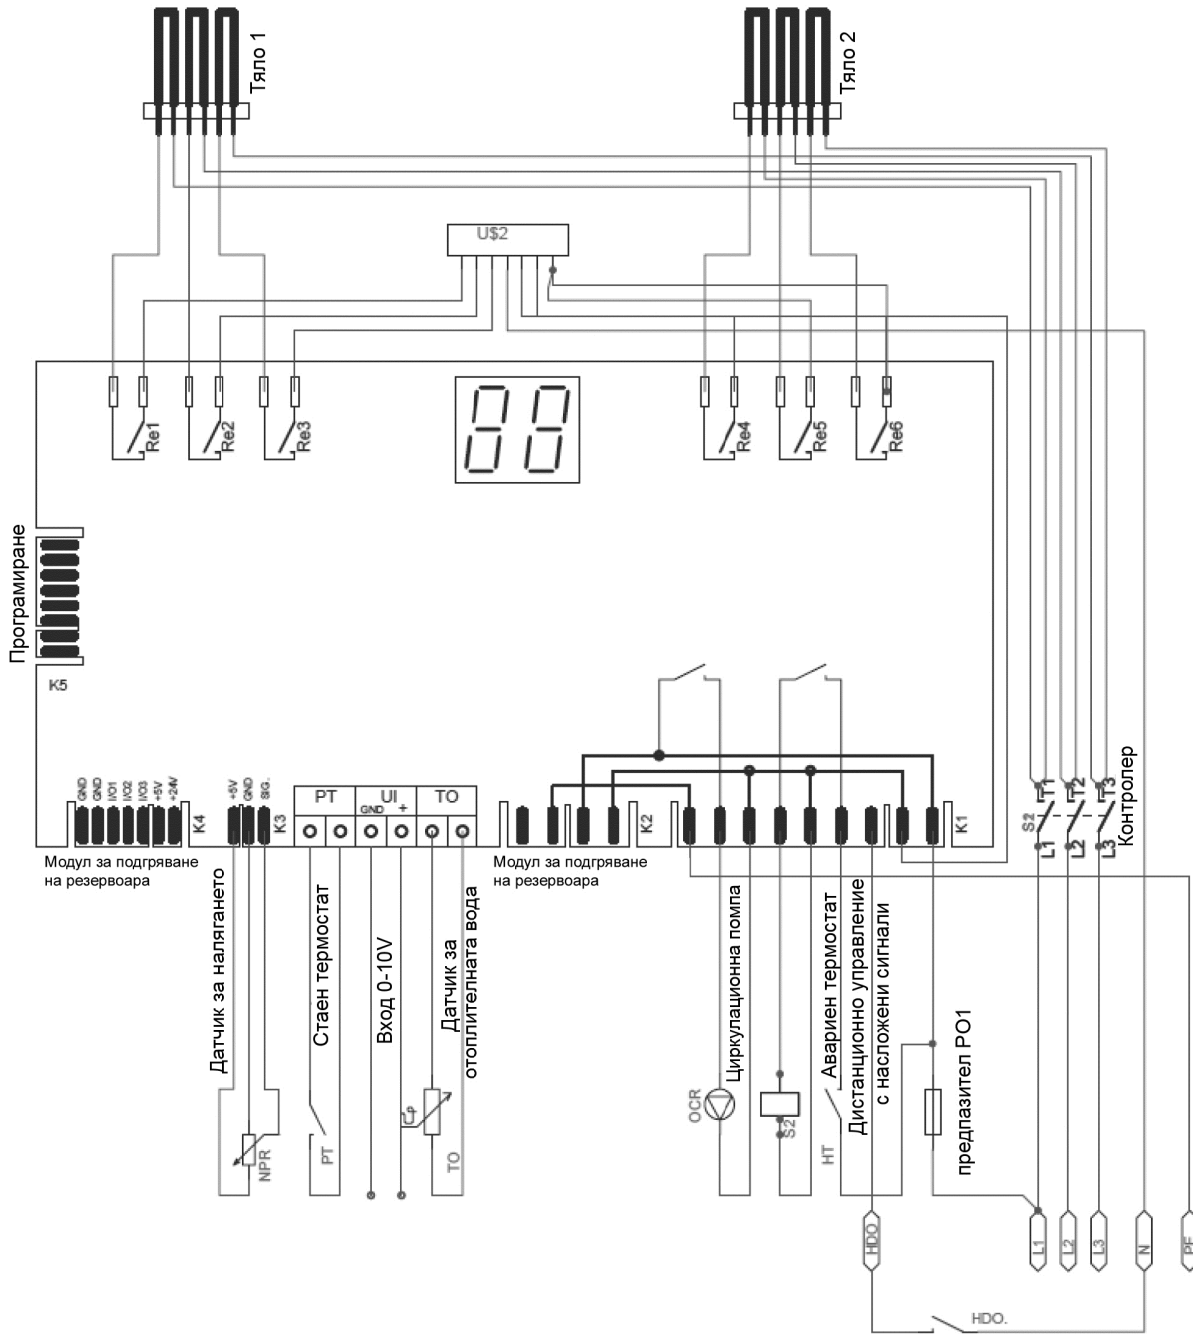 Тяло 1
Тяло 2
U$2
Re1
Re2
Re3
Re4
Re5
Re6
88
Програмиране
K5
GND
GND
I/O1
I/O2
I/O3
+5V
+24V
K4
+5V
GND
SIG.
K3
PT
UI
TO
GND
+
K2
K1
Модул за подгряване
на резервоара
Модул за подгряване
на резервоара
S2
T1
T2
T3
L1
L2
L3
Контролер
Датчик за налягането
Стаен термостат
Вход 0-10V
Датчик за
отоплителната вода
Циркулационна помпа
Авариен термостат
Дистанционно управление
с насложени сигнали
предпазител PO1
NPR
PT
TO
OCR
S2
HT
HDO
L1
L2
L3
N
PE
HDO.